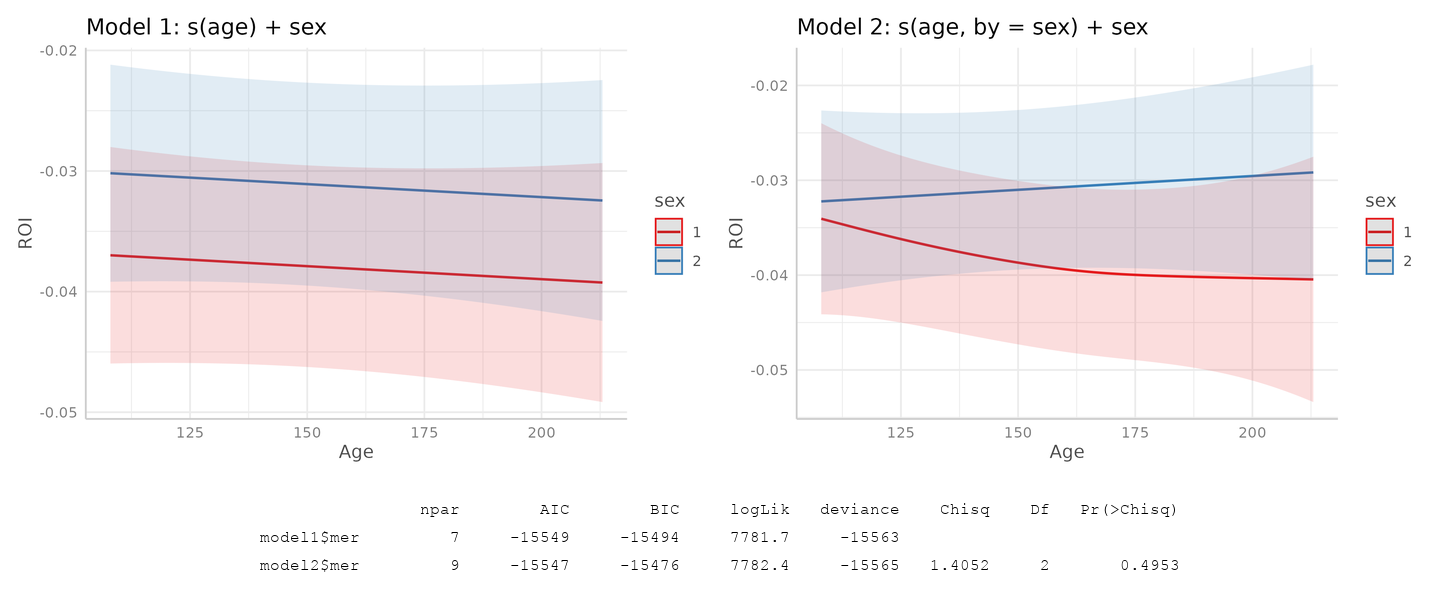 Model 1: s(age) + sex
-0.02
-0.03
-0.04
-0.05
ROI
125 150 175 200
Age
sex
1
2
Model 2: s(age, by = sex) + sex
-0.02
-0.03
-0.04
-0.05
ROI
125 150 175 200
Age
sex
1
2
npar AIC BIC logLik deviance Chisq Df Pr(>Chisq)
model1$mer 7 -15549 -15494 7781.7 -15563
model2$mer 9 -15547 -15476 7782.4 -15565 1.4052 2 0.4953